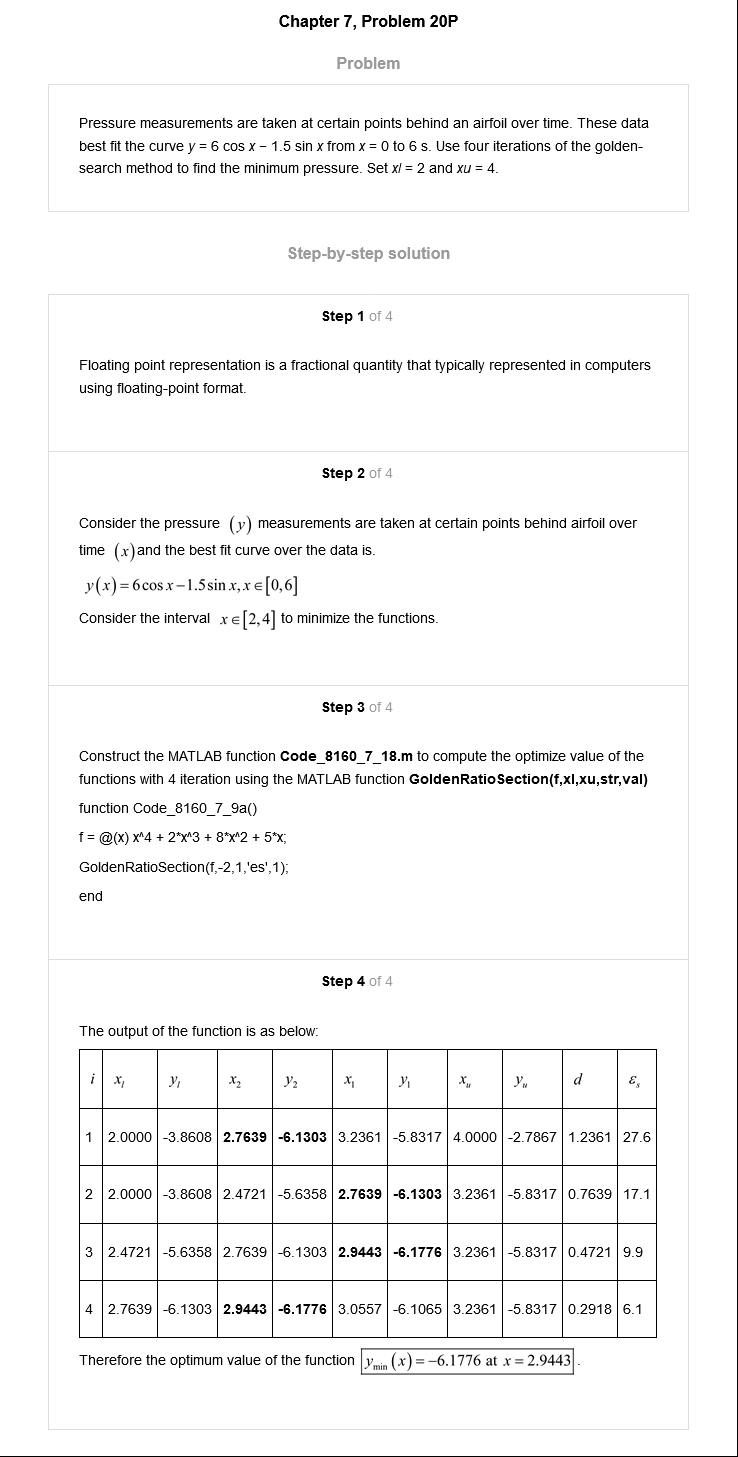 Chapter 7, Problem 20P
Problem
Pressure measurements are taken at certain points behind an airfoil over time. These data
best fit the curve y = 6 cos x − 1.5 sin x from x = 0 to 6 s. Use four iterations of the golden-
search method to find the minimum pressure. Set xl = 2 and xu = 4.
Step-by-step solution
Step 1 of 4
Floating point representation is a fractional quantity that typically represented in computers
using floating-point format.
Step 2 of 4
Consider the pressure (y) measurements are taken at certain points behind airfoil over
time (x) and the best fit curve over the data is.
y(x) = 6 cos x − 1.5 sin x, x ∈ [0,6]
Consider the interval x ∈ [2,4] to minimize the functions.
Step 3 of 4
Construct the MATLAB function Code_8160_7_18.m to compute the optimize value of the
functions with 4 iteration using the MATLAB function GoldenRatioSection(f,xl,xu,str,val)
function Code_8160_7_9a()
f = @(x) x^4 + 2*x^3 + 8*x^2 + 5*x;
GoldenRatioSection(f,-2,1,'es',1);
end
Step 4 of 4
The output of the function is as below:
i x_l y_l x_2 y_2 x_1 y_1 x_u y_u d ε_s
1 2.0000 -3.8608 2.7639 -6.1303 3.2361 -5.8317 4.0000 -2.7867 1.2361 27.6
2 2.0000 -3.8608 2.4721 -5.6358 2.7639 -6.1303 3.2361 -5.8317 0.7639 17.1
3 2.4721 -5.6358 2.7639 -6.1303 2.9443 -6.1776 3.2361 -5.8317 0.4721 9.9
4 2.7639 -6.1303 2.9443 -6.1776 3.0557 -6.1065 3.2361 -5.8317 0.2918 6.1
Therefore the optimum value of the function y_min (x) = −6.1776 at x = 2.9443 .